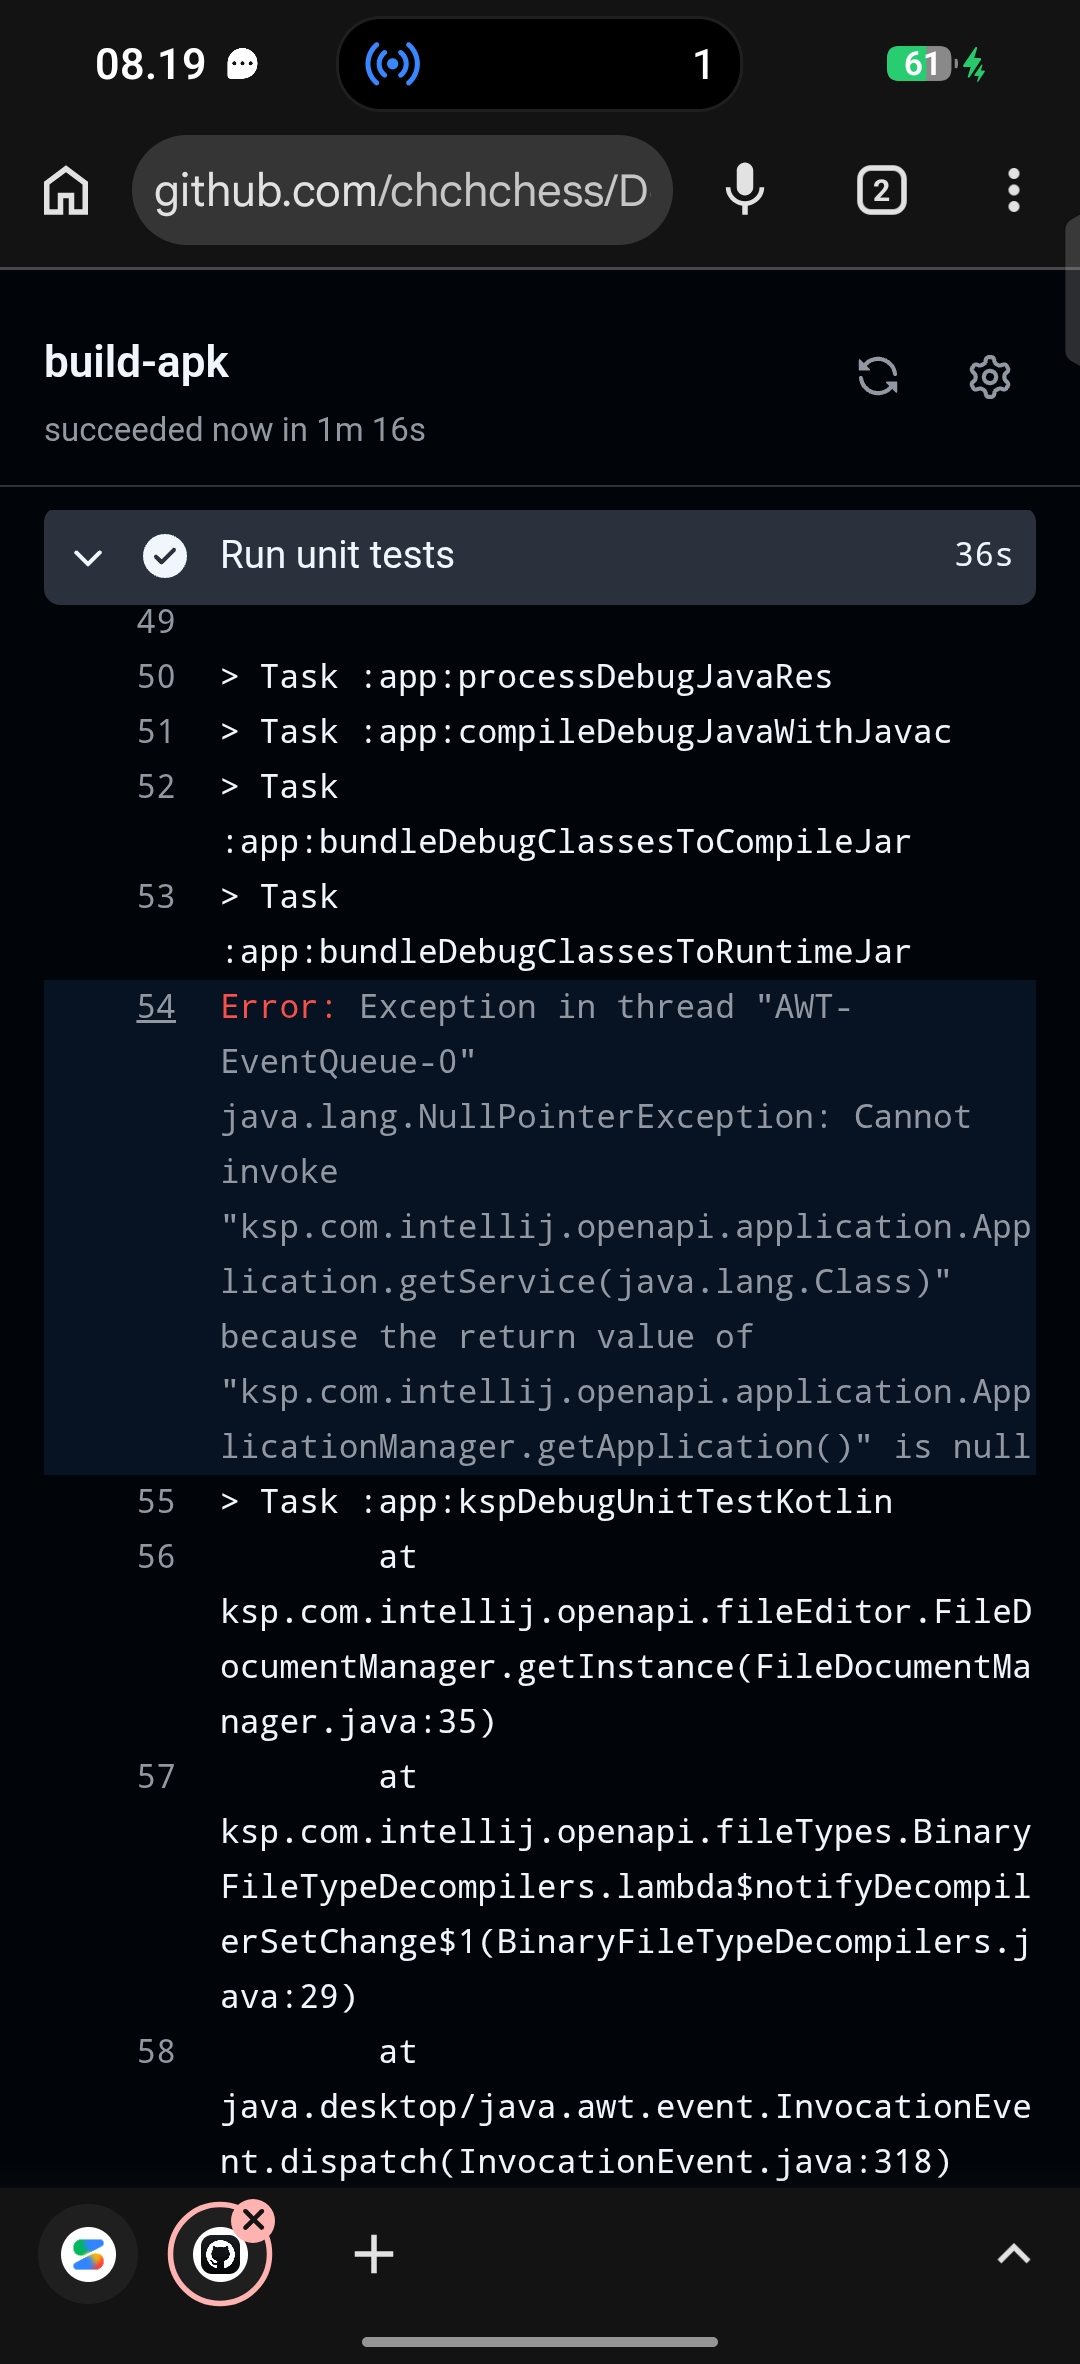 08.19
1
61
github.com/chchchess/D
2
build-apk
succeeded now in 1m 16s
Run unit tests 36s
49
50 > Task :app:processDebugJavaRes
51 > Task :app:compileDebugJavaWithJavac
52 > Task
:app:bundleDebugClassesToCompileJar
53 > Task
:app:bundleDebugClassesToRuntimeJar
54 Error: Exception in thread "AWT-
EventQueue-0"
java.lang.NullPointerException: Cannot
invoke
"ksp.com.intellij.openapi.application.App
lication.getService(java.lang.Class)"
because the return value of
"ksp.com.intellij.openapi.application.App
licationManager.getApplication()" is null
55 > Task :app:kspDebugUnitTestKotlin
56 at
ksp.com.intellij.openapi.fileEditor.FileD
ocumentManager.getInstance(FileDocumentMa
nager.java:35)
57 at
ksp.com.intellij.openapi.fileTypes.Binary
FileTypeDecompilers.lambda$notifyDecompil
erSetChange$1(BinaryFileTypeDecompilers.j
ava:29)
58 at
java.desktop/java.awt.event.InvocationEve
nt.dispatch(InvocationEvent.java:318)